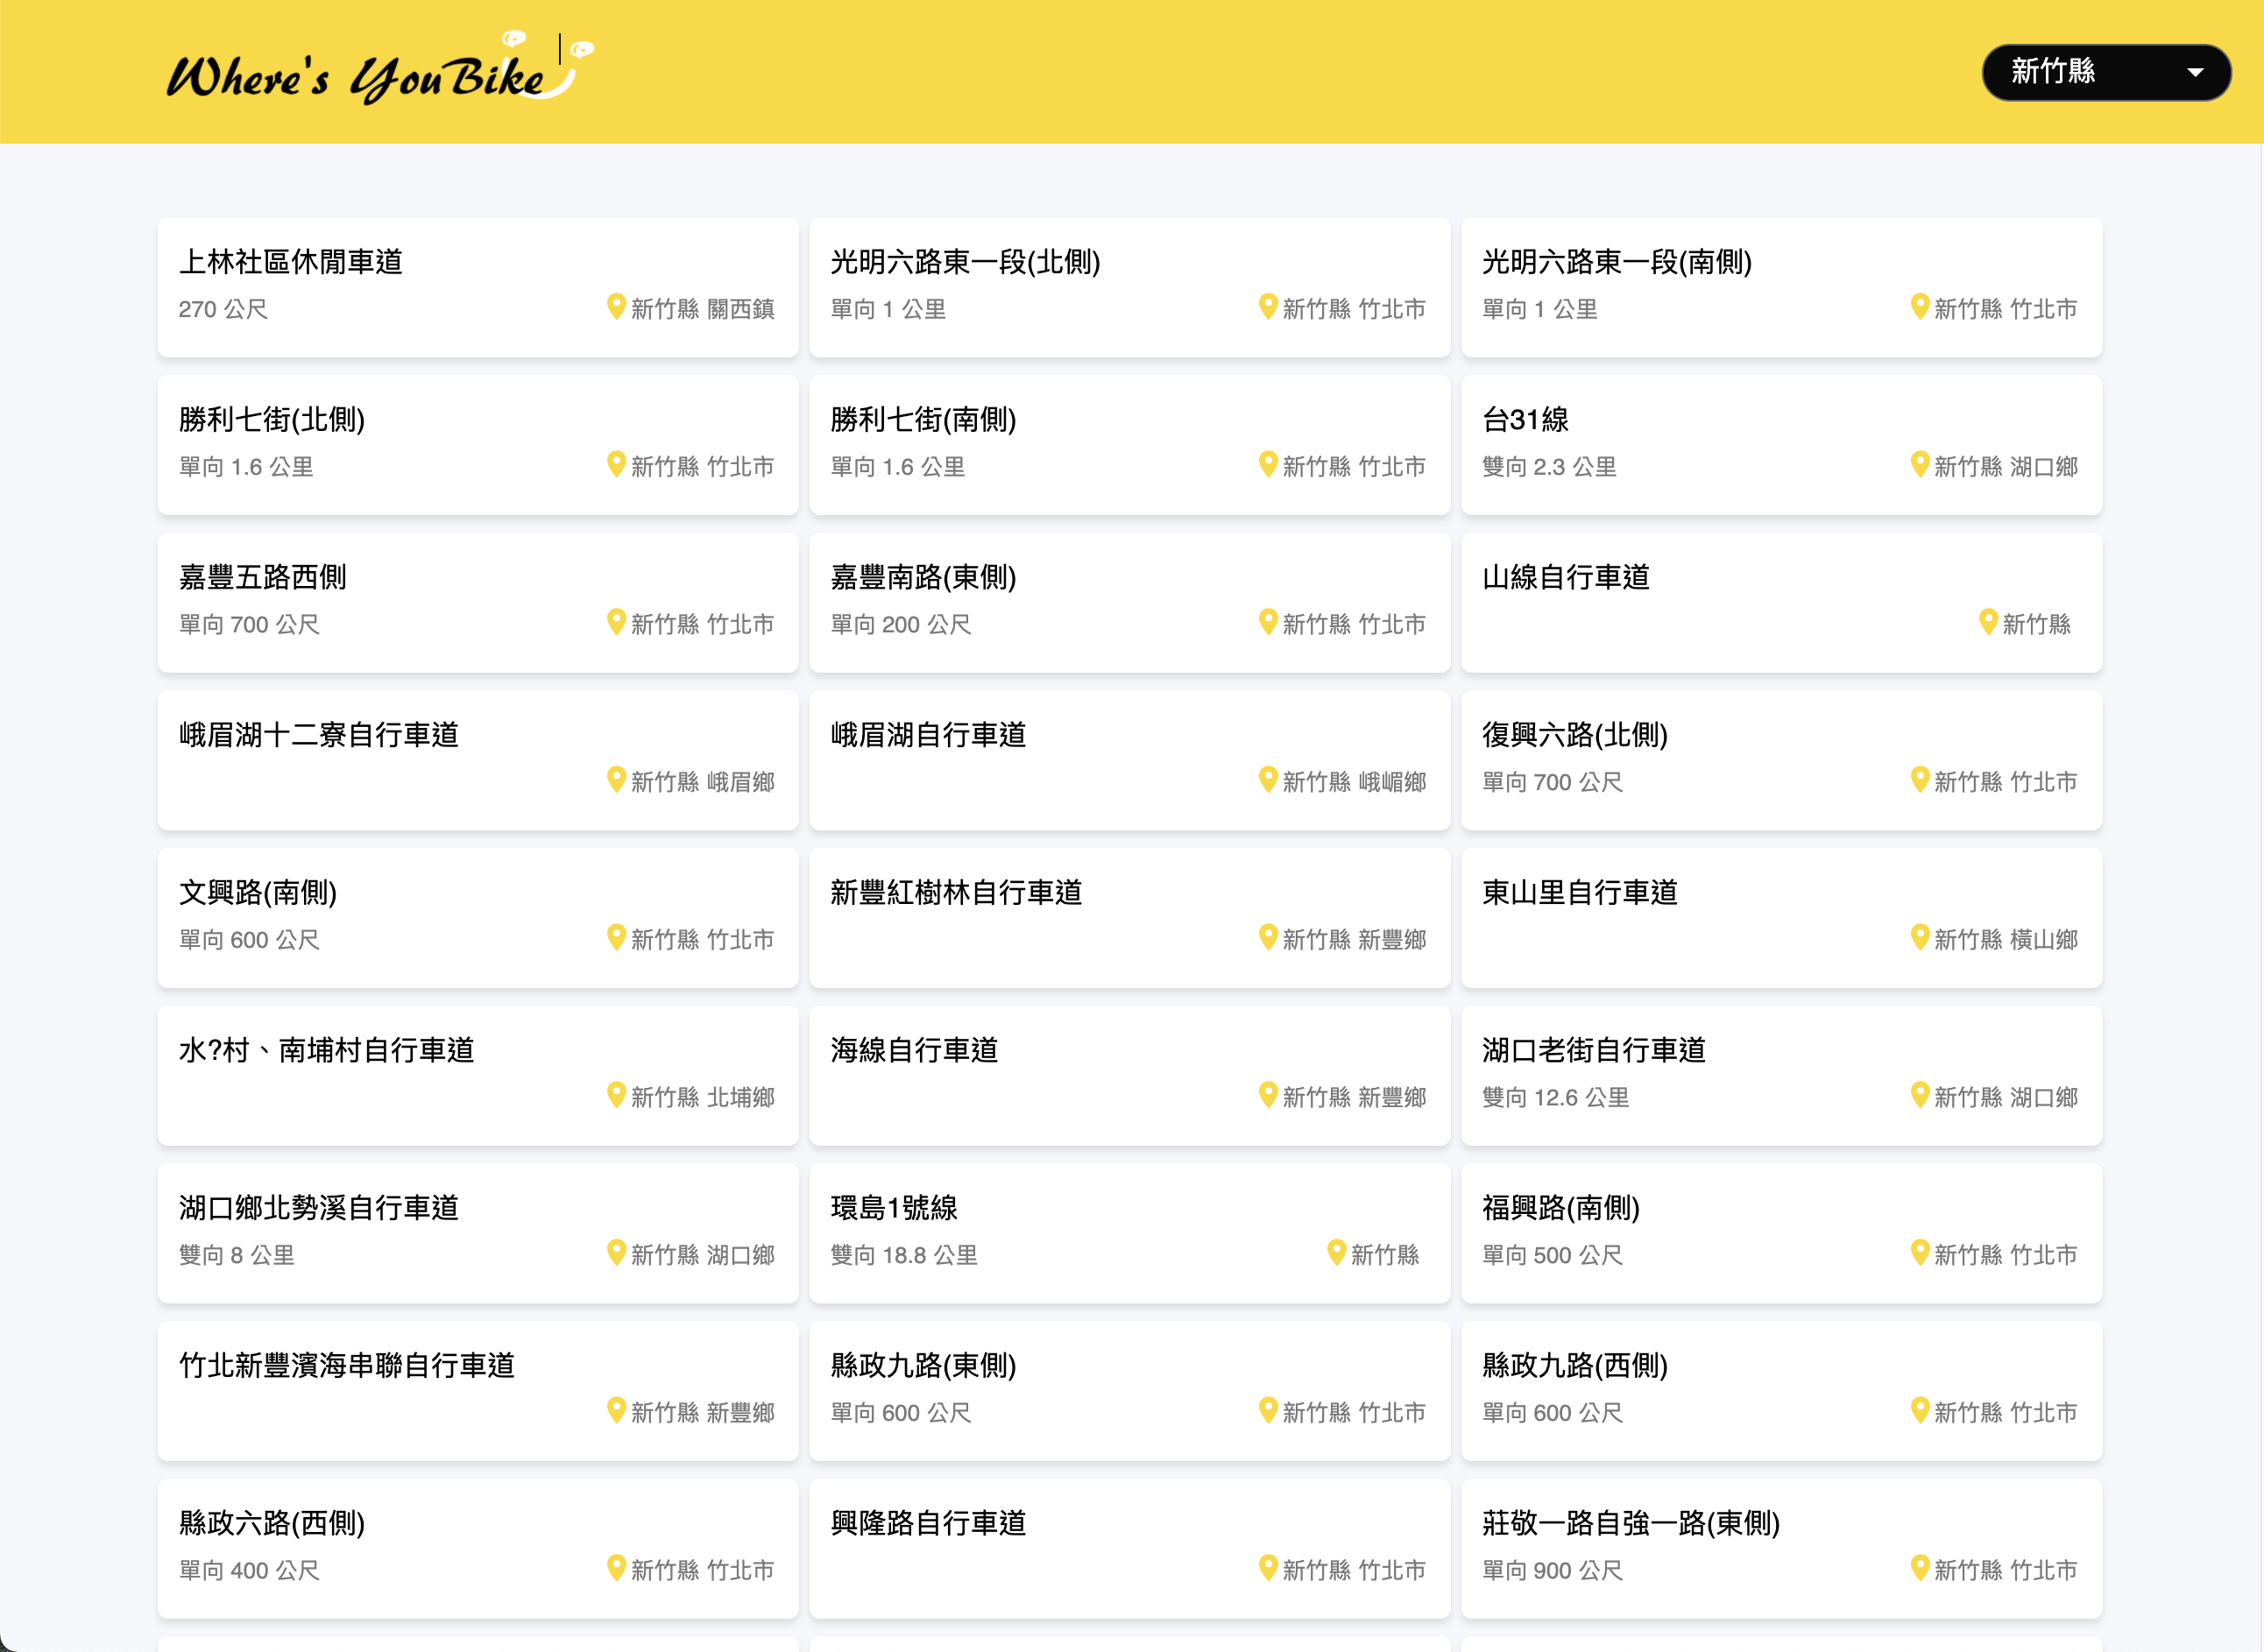 Where's YouBike
新竹縣
上林社區休閒車道
270 公尺
新竹縣 關西鎮
光明六路東一段(北側)
單向 1 公里
新竹縣 竹北市
光明六路東一段(南側)
單向 1 公里
新竹縣 竹北市
勝利七街(北側)
單向 1.6 公里
新竹縣 竹北市
勝利七街(南側)
單向 1.6 公里
新竹縣 竹北市
台31線
雙向 2.3 公里
新竹縣 湖口鄉
嘉豐五路西側
單向 700 公尺
新竹縣 竹北市
嘉豐南路(東側)
單向 200 公尺
新竹縣 竹北市
山線自行車道
新竹縣
峨眉湖十二寮自行車道
新竹縣 峨眉鄉
峨眉湖自行車道
新竹縣 峨嵋鄉
復興六路(北側)
單向 700 公尺
新竹縣 竹北市
文興路(南側)
單向 600 公尺
新竹縣 竹北市
新豐紅樹林自行車道
新竹縣 新豐鄉
東山里自行車道
新竹縣 橫山鄉
水?村、南埔村自行車道
新竹縣 北埔鄉
海線自行車道
新竹縣 新豐鄉
湖口老街自行車道
雙向 12.6 公里
新竹縣 湖口鄉
湖口鄉北勢溪自行車道
雙向 8 公里
新竹縣 湖口鄉
環島1號線
雙向 18.8 公里
新竹縣
福興路(南側)
單向 500 公尺
新竹縣 竹北市
竹北新豐濱海串聯自行車道
新竹縣 新豐鄉
縣政九路(東側)
單向 600 公尺
新竹縣 竹北市
縣政九路(西側)
單向 600 公尺
新竹縣 竹北市
縣政六路(西側)
單向 400 公尺
新竹縣 竹北市
興隆路自行車道
新竹縣 竹北市
莊敬一路自強一路(東側)
單向 900 公尺
新竹縣 竹北市